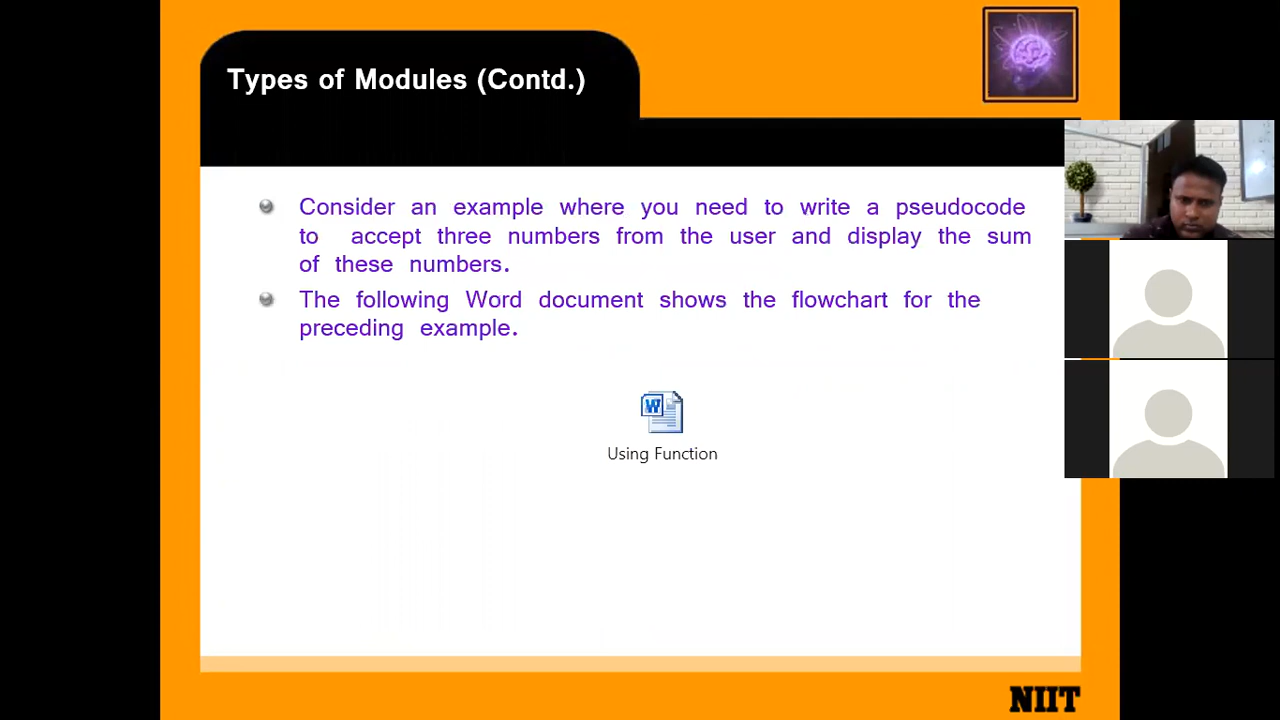 Types of Modules (Contd.)
Consider an example where you need to write a pseudocode
to accept three numbers from the user and display the sum
of these numbers.
The following Word document shows the flowchart for the
preceding example.
W
Using Function
NIIT